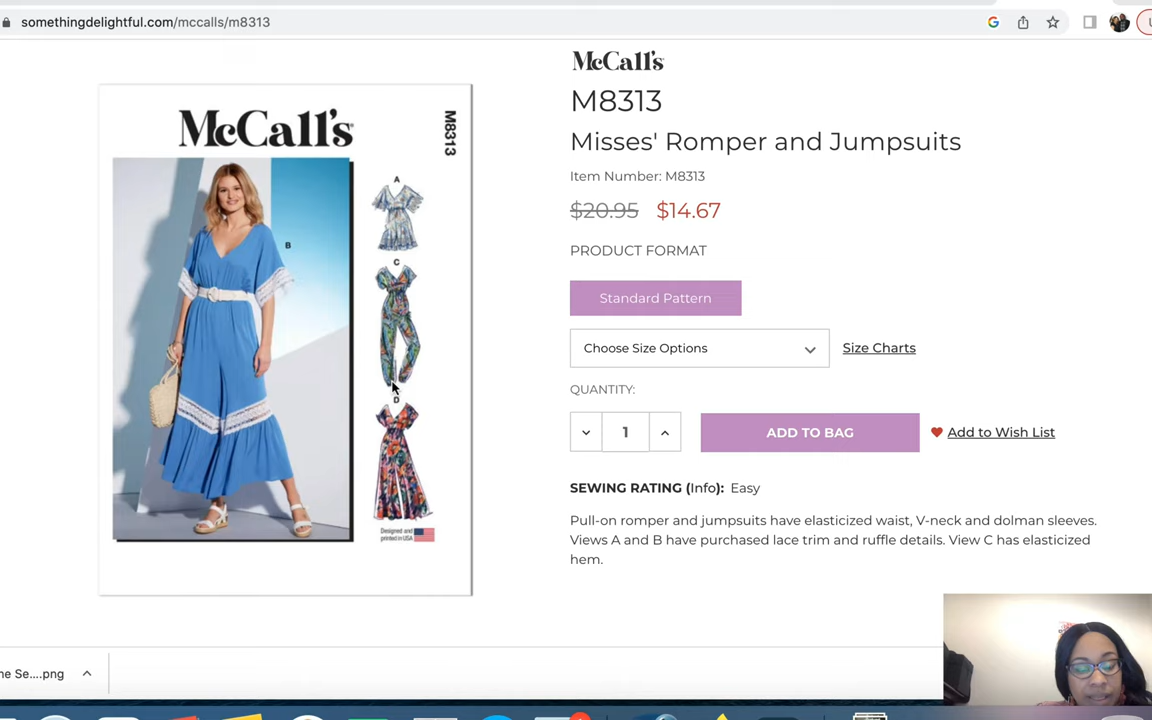 somethingdelightful.com/mccalls/m8313
McCall's
M8313
A
B
C
D
Designed and
printed in USA
McCall's
M8313
Misses' Romper and Jumpsuits
Item Number: M8313
$20.95 $14.67
PRODUCT FORMAT
Standard Pattern
Choose Size Options
Size Charts
QUANTITY:
1
ADD TO BAG
Add to Wish List
SEWING RATING (Info): Easy
Pull-on romper and jumpsuits have elasticized waist, V-neck and dolman sleeves.
Views A and B have purchased lace trim and ruffle details. View C has elasticized
hem.
ne Se....png